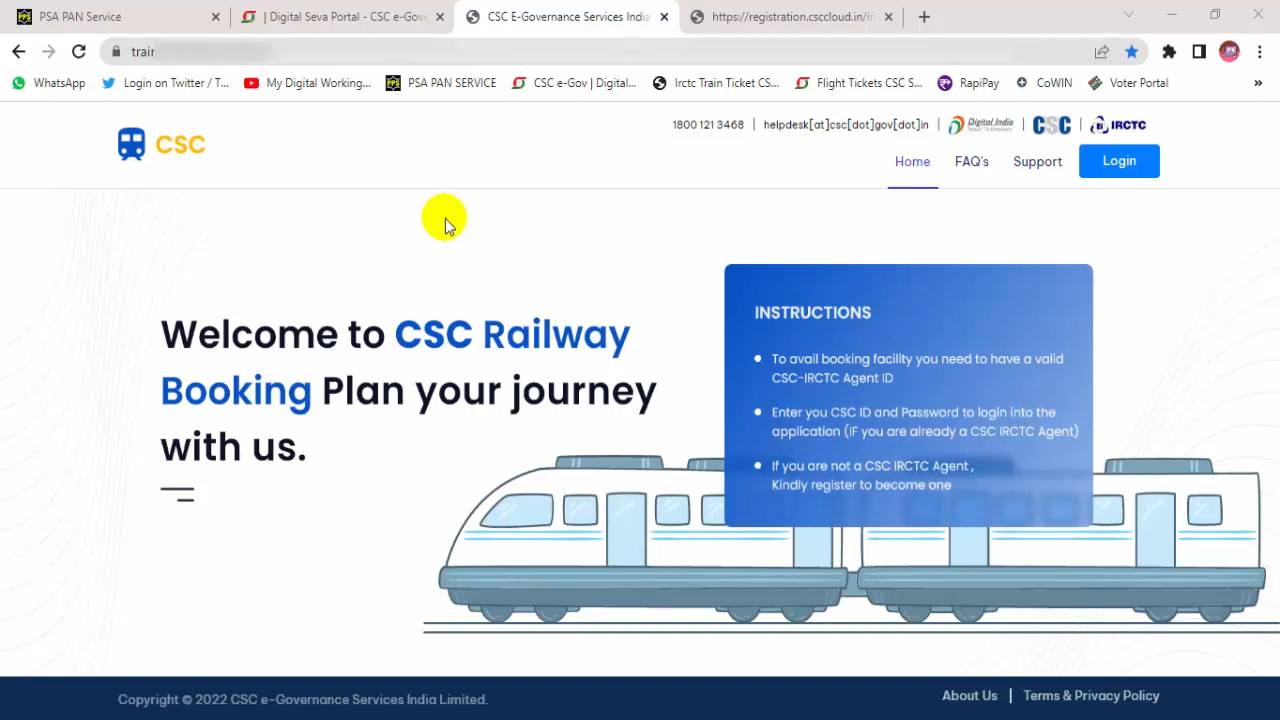 PSA PAN Service
| Digital Seva Portal - CSC e-Gove
CSC E-Governance Services India
https://registration.csccloud.in/in
WhatsApp
Login on Twitter / T...
My Digital Working...
PSA PAN SERVICE
CSC e-Gov | Digital...
Irctc Train Ticket CS...
Flight Tickets CSC S...
RapiPay
CoWIN
Voter Portal
»
CSC
1800 121 3468 | helpdesk[at]csc[dot]gov[dot]in | Digital India | CSC | IRCTC
Home FAQ's Support Login
Welcome to CSC Railway
Booking Plan your journey
with us.
INSTRUCTIONS
To avail booking facility you need to have a valid
CSC-IRCTC Agent ID
Enter you CSC ID and Password to login into the
application (IF you are already a CSC IRCTC Agent)
If you are not a CSC IRCTC Agent ,
Kindly register to become one
Copyright © 2022 CSC e-Governance Services India Limited.
About Us | Terms & Privacy Policy